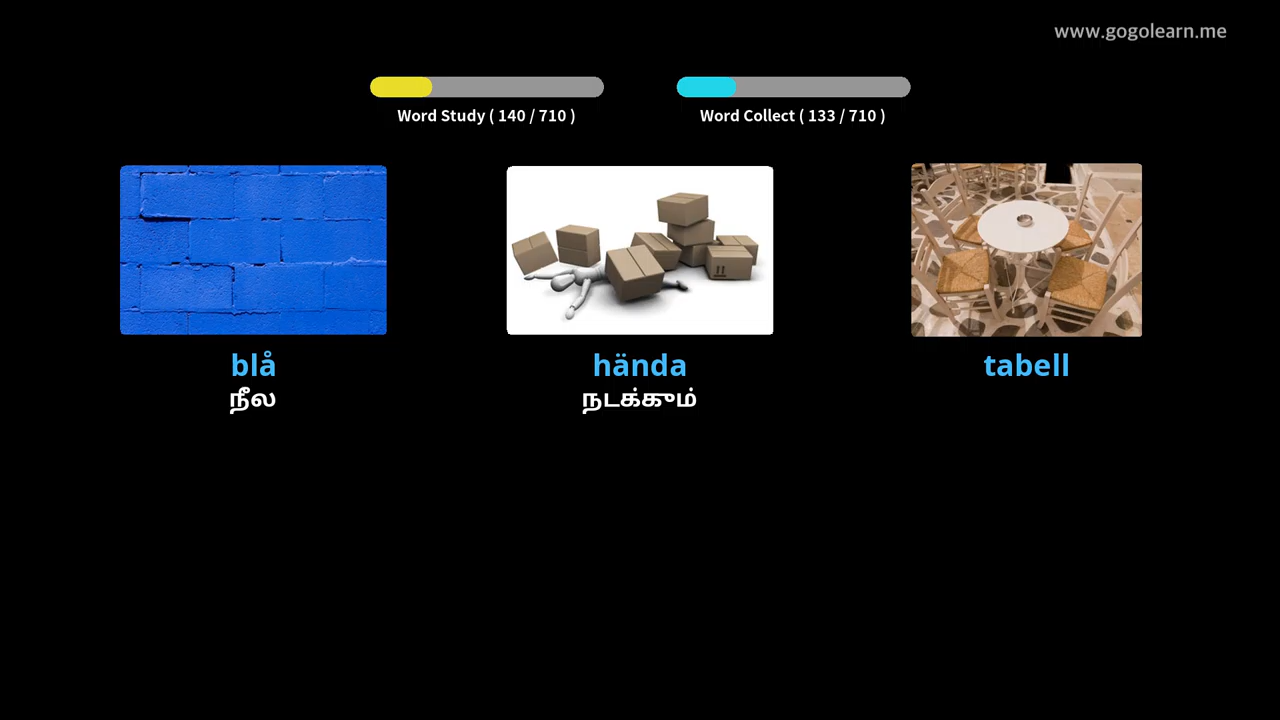 www.gogolearn.me
Word Study ( 140 / 710 )
Word Collect ( 133 / 710 )
blå
நீல
hända
நடக்கும்
tabell